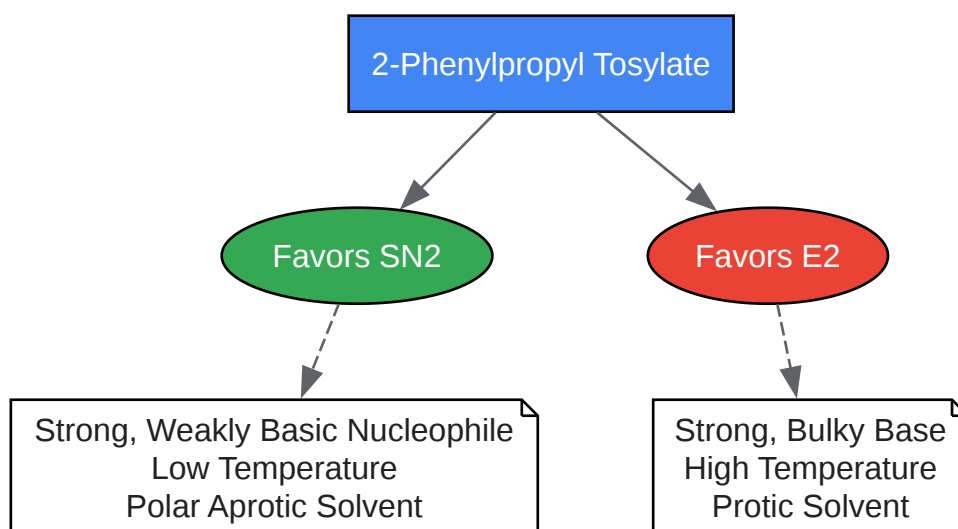 2-Phenylpropyl Tosylate
Favors SN2
Favors E2
Strong, Weakly Basic Nucleophile
Low Temperature
Polar Aprotic Solvent
Strong, Bulky Base
High Temperature
Protic Solvent